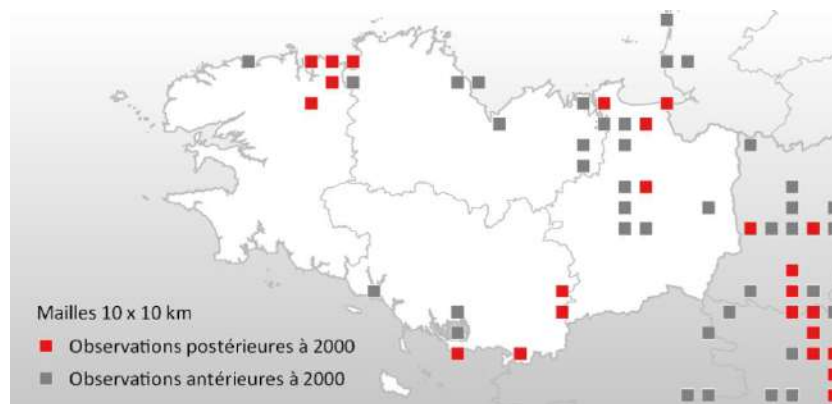 Mailles 10 x 10 km
Observations postérieures à 2000
Observations antérieures à 2000